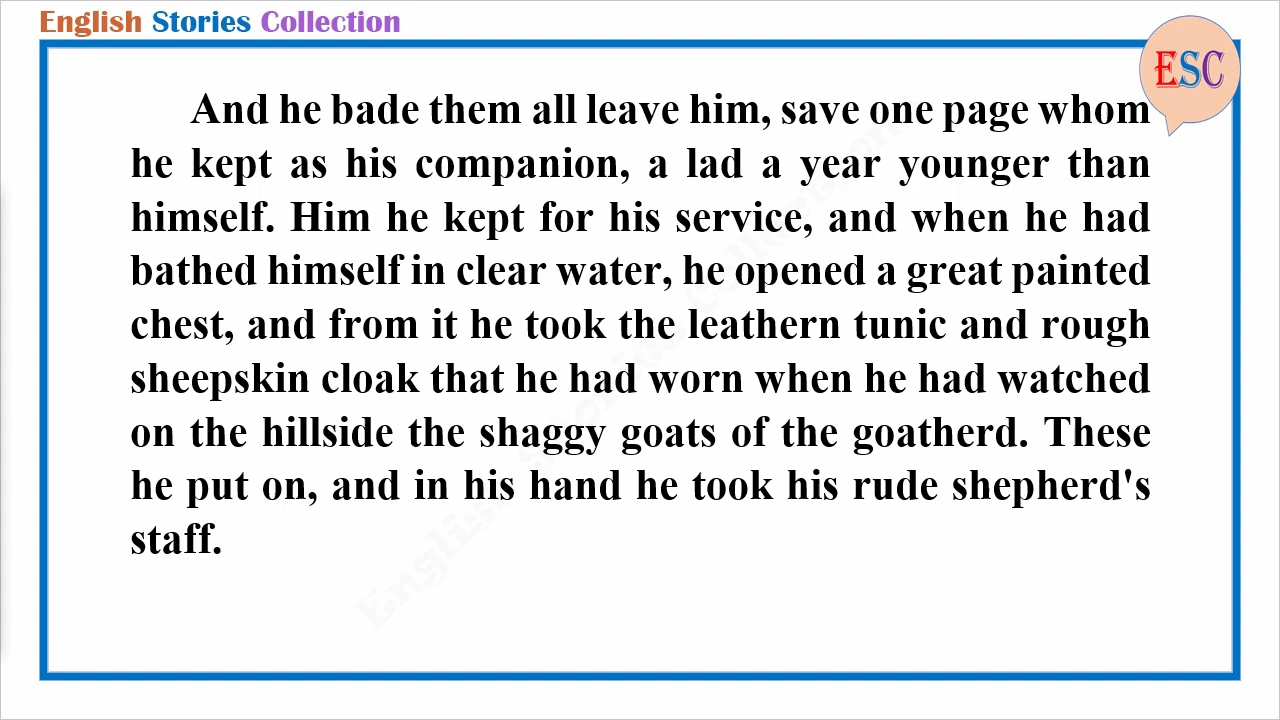 English Stories Collection
ESC
And he bade them all leave him, save one page whom
he kept as his companion, a lad a year younger than
himself. Him he kept for his service, and when he had
bathed himself in clear water, he opened a great painted
chest, and from it he took the leathern tunic and rough
sheepskin cloak that he had worn when he had watched
on the hillside the shaggy goats of the goatherd. These
he put on, and in his hand he took his rude shepherd's
staff.